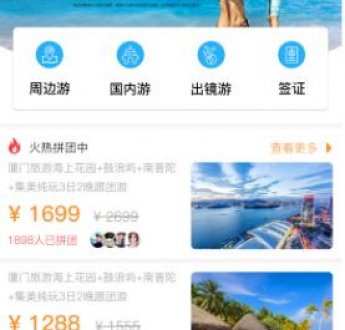 周边游
国内游
出镜游
签证
火热拼团中
查看更多
厦门旅游海上花园+鼓浪屿+南普陀
+集美纯玩3日2晚跟团游
¥ 1699 ¥ 2699
1898人已拼团
厦门旅游海上花园+鼓浪屿+南普陀
+集美纯玩3日2晚跟团游
¥ 1288 ¥ 1555